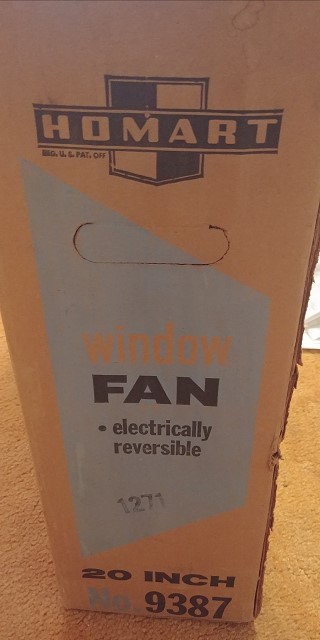 HOMART
REG. U. S. PAT. OFF
window
FAN
• electrically
reversible
1271
20 INCH
No. 9387